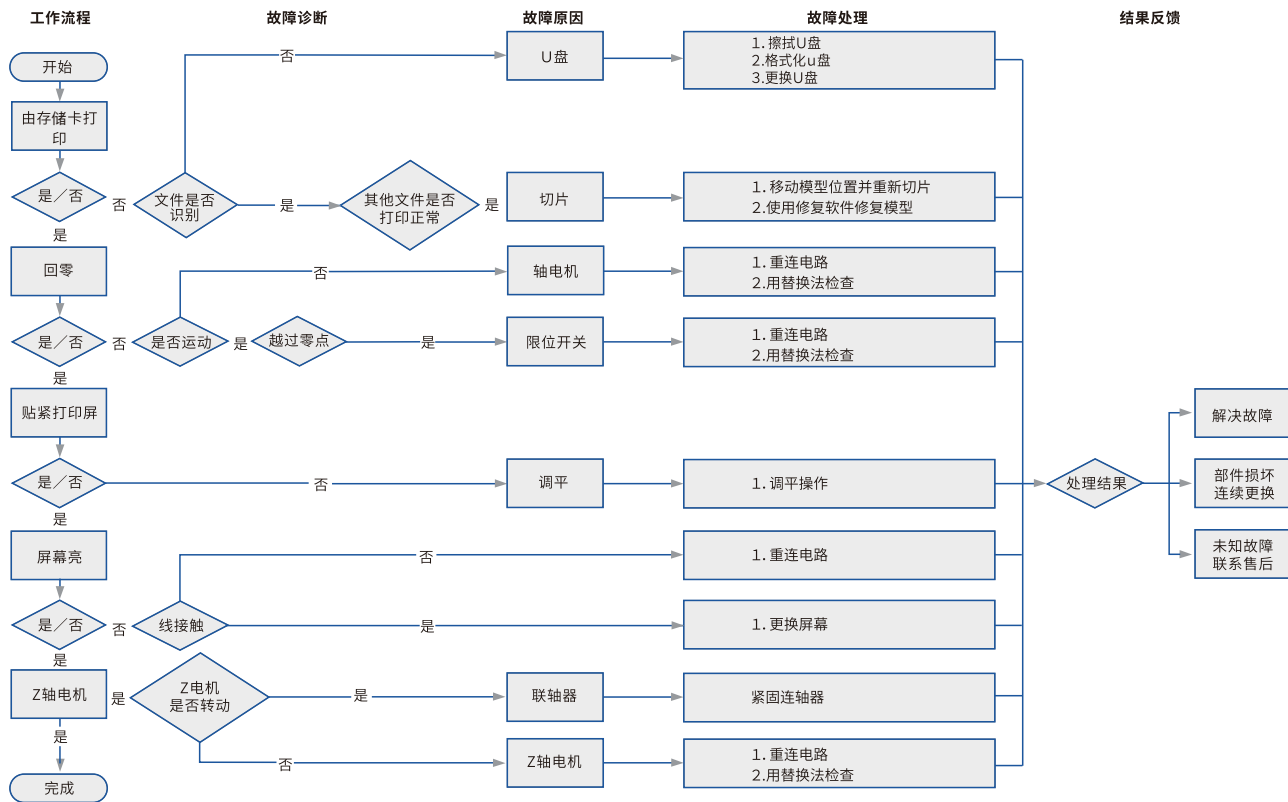 工作流程
故障诊断
故障原因
故障处理
结果反馈
开始
否
U盘
1. 擦拭U盘
2.格式化u盘
3.更换U盘
由存储卡打
印
是／否
否
文件是否
识别
是
其他文件是否
打印正常
是
切片
1. 移动模型位置并重新切片
2.使用修复软件修复模型
是
回零
否
轴电机
1. 重连电路
2.用替换法检查
是／否
否
是否运动
是
越过零点
是
限位开关
1. 重连电路
2.用替换法检查
是
贴紧打印屏
是／否
否
调平
1. 调平操作
处理结果
解决故障
部件损坏
连续更换
未知故障
联系售后
是
屏幕亮
否
1. 重连电路
是／否
否
线接触
是
1. 更换屏幕
是
Z轴电机
是
Z电机
是否转动
是
联轴器
紧固连轴器
是
否
Z轴电机
1. 重连电路
2.用替换法检查
完成